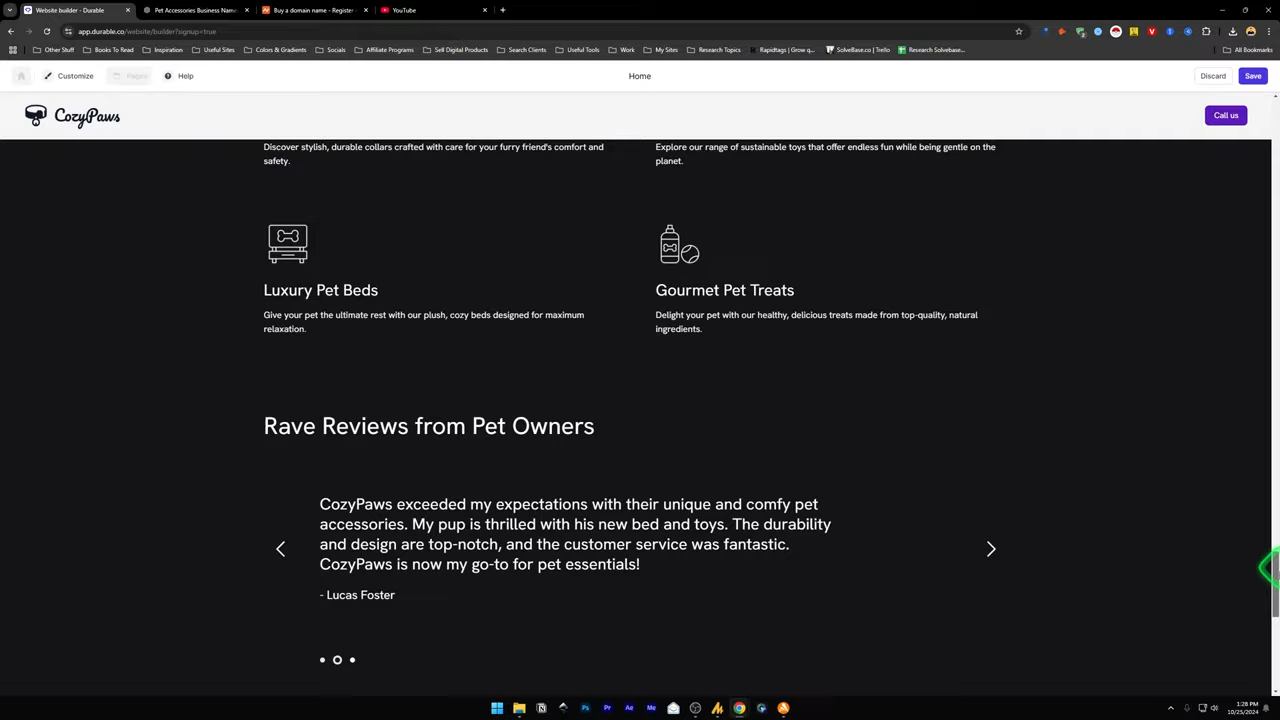 Website builder - Durable
Pet Accessories Business Name
Buy a domain name - Register
YouTube
app.durable.co/website/builder?signup=true
Other Stuff
Books To Read
Inspiration
Useful Sites
Colors & Gradients
Socials
Affiliate Programs
Sell Digital Products
Search Clients
Useful Tools
Work
My Sites
Research Topics
Rapidtags | Grow q...
SolveBase.co | Trello
Research Solvebase...
All Bookmarks
Customize
Pages
Help
Home
Discard
Save
CozyPaws
Call us
Discover stylish, durable collars crafted with care for your furry friend's comfort and
safety.
Explore our range of sustainable toys that offer endless fun while being gentle on the
planet.
Luxury Pet Beds
Give your pet the ultimate rest with our plush, cozy beds designed for maximum
relaxation.
Gourmet Pet Treats
Delight your pet with our healthy, delicious treats made from top-quality, natural
ingredients.
Rave Reviews from Pet Owners
CozyPaws exceeded my expectations with their unique and comfy pet
accessories. My pup is thrilled with his new bed and toys. The durability
and design are top-notch, and the customer service was fantastic.
CozyPaws is now my go-to for pet essentials!
- Lucas Foster
Ps
Pr
Ae
Me
1:28 PM
10/25/2024